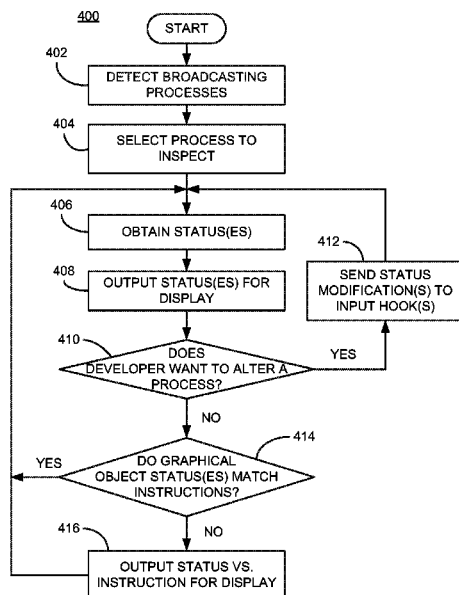 400
START
402
DETECT BROADCASTING
PROCESSES
404
SELECT PROCESS TO
INSPECT
406
OBTAIN STATUS(ES)
412
SEND STATUS
MODIFICATION(S) TO
INPUT HOOK(S)
408
OUTPUT STATUS(ES) FOR
DISPLAY
410
DOES
DEVELOPER WANT TO ALTER A
PROCESS?
YES
NO
414
YES
DO GRAPHICAL
OBJECT STATUS(ES) MATCH
INSTRUCTIONS?
NO
416
OUTPUT STATUS VS.
INSTRUCTION FOR DISPLAY